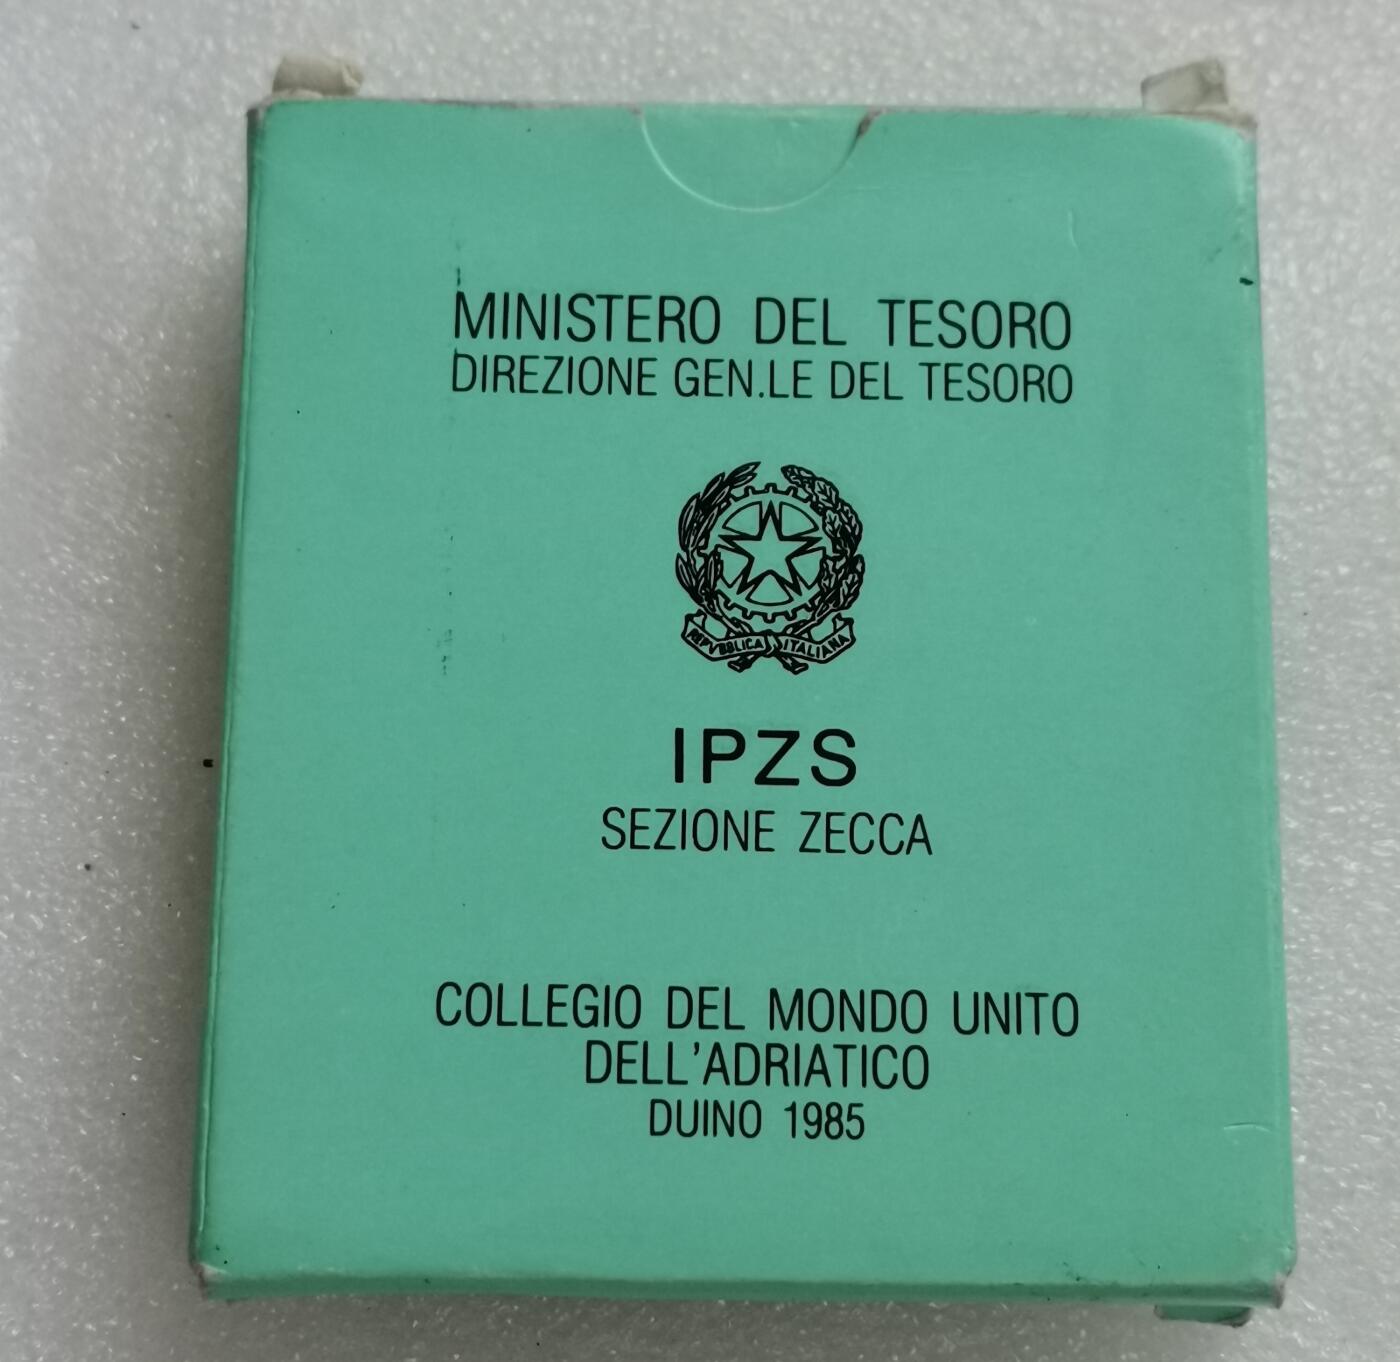 MINISTERO DEL TESORO
DIREZIONE GEN.LE DEL TESORO
REPVBBLICA ITALIANA
IPZS
SEZIONE ZECCA
COLLEGIO DEL MONDO UNITO
DELL'ADRIATICO
DUINO 1985